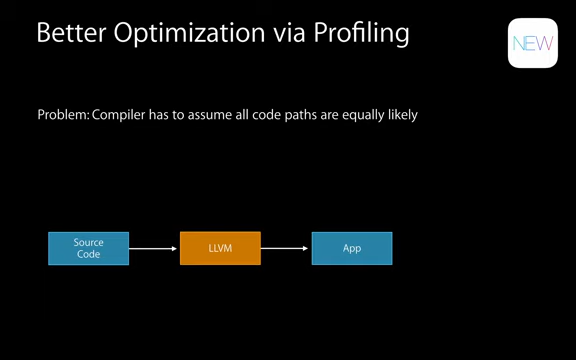 Better Optimization via Profiling
NEW
Problem: Compiler has to assume all code paths are equally likely
Source
Code
LLVM
App